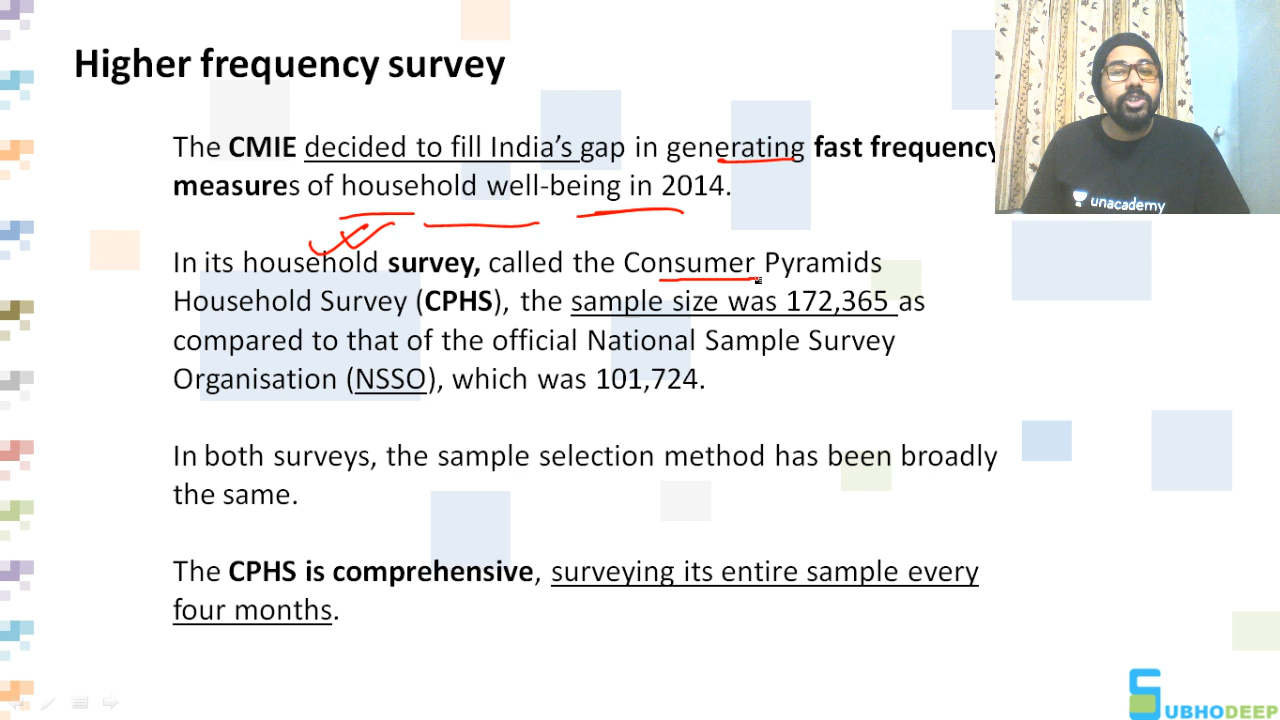 Higher frequency survey
The CMIE decided to fill India's gap in generating fast frequency
measures of household well-being in 2014.
In its household survey, called the Consumer Pyramids
Household Survey (CPHS), the sample size was 172,365 as
compared to that of the official National Sample Survey
Organisation (NSSO), which was 101,724.
In both surveys, the sample selection method has been broadly
the same.
The CPHS is comprehensive, surveying its entire sample every
four months.
unacademy
SUBHODEEP